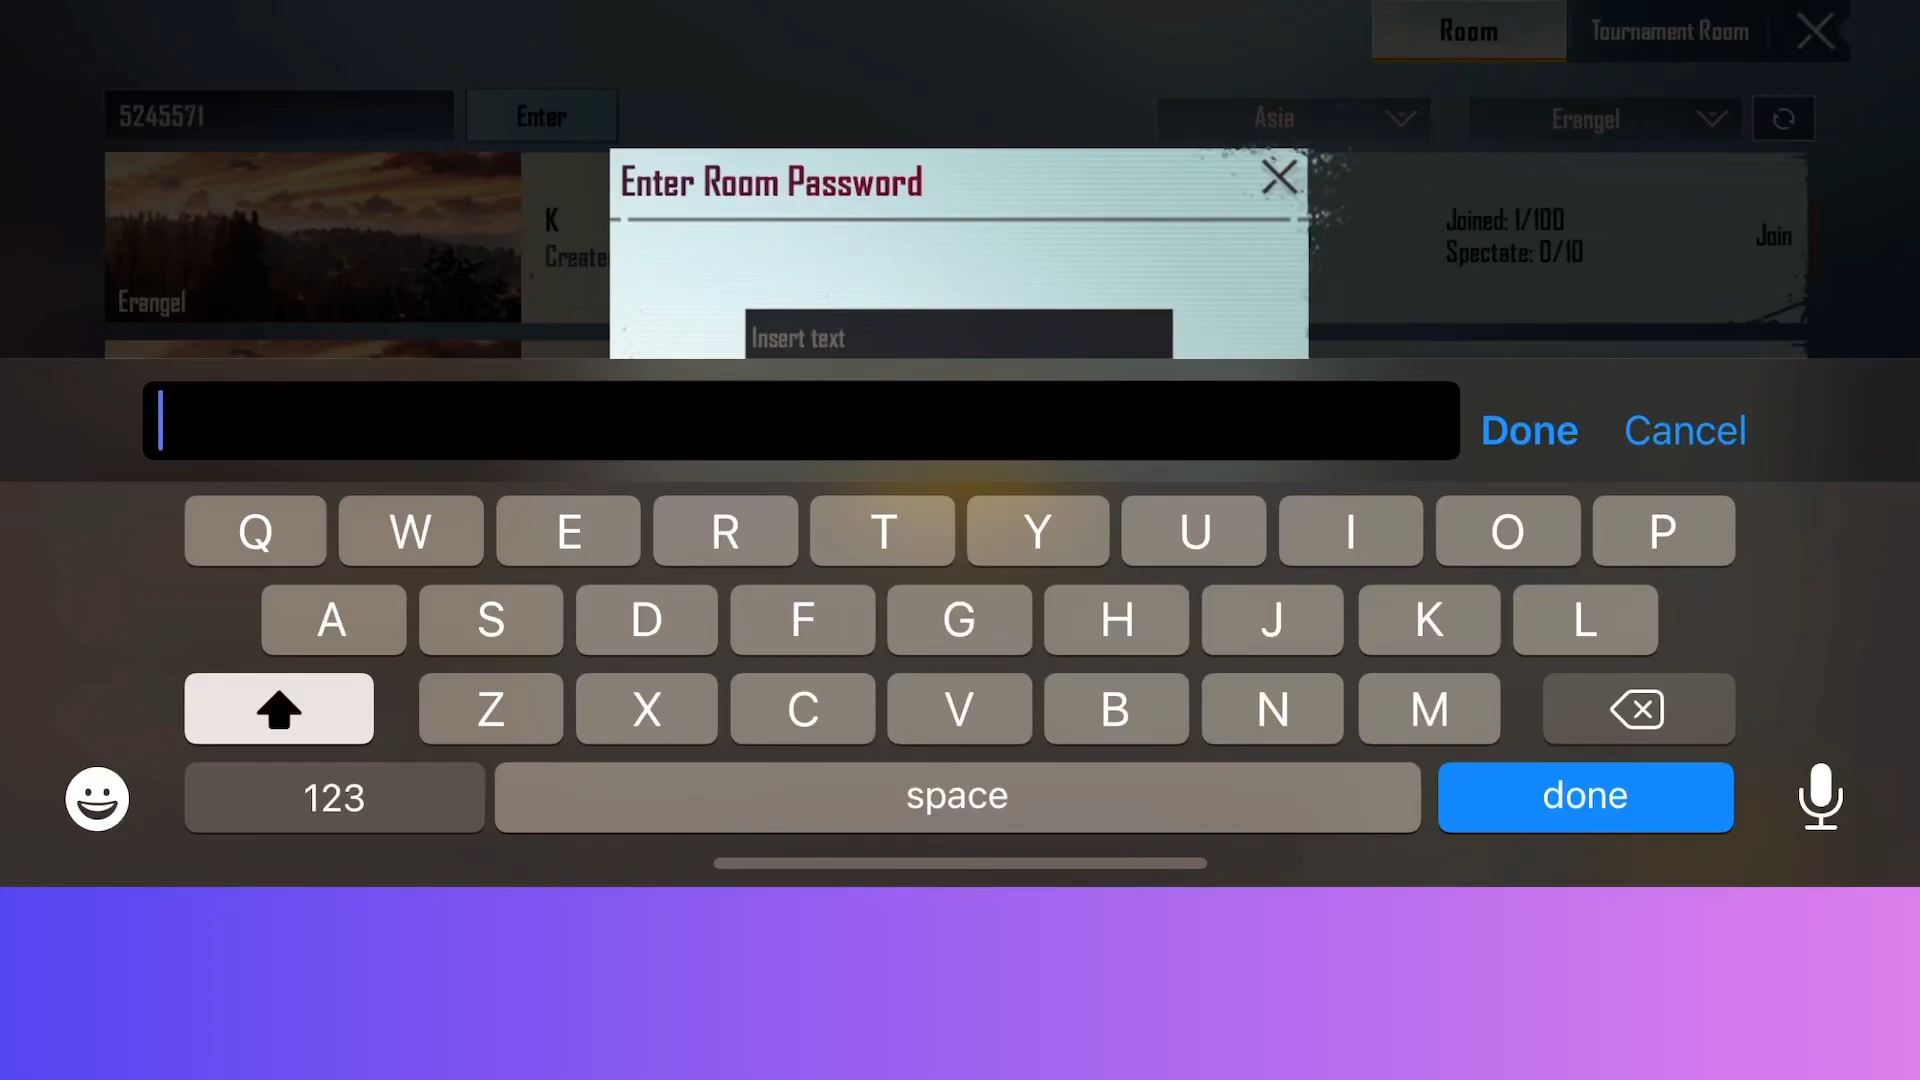 Room
Tournament Room
5245571
Enter
Asia
Erangel
Enter Room Password
K
Create
Joined: 1/100
Spectate: 0/10
Join
Erangel
Insert text
Done
Cancel
Q W E R T Y U I O P
A S D F G H J K L
Z X C V B N M
123
space
done